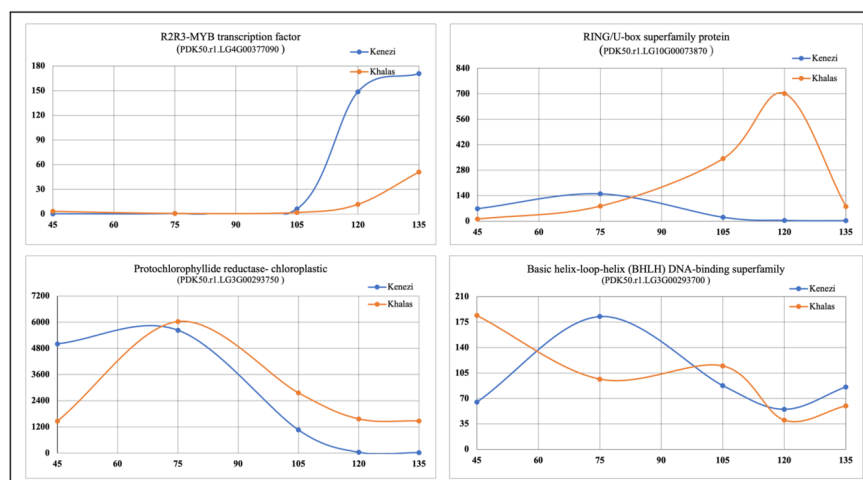 R2R3-MYB transcription factor
(PDK50.r1.LG4G00377090)
Kenezi
Khalas
180
150
120
90
60
30
0
45 60 75 90 105 120 135
RING/U-box superfamily protein
(PDK50.r1.LG10G00073870)
Kenezi
Khalas
840
700
560
420
280
140
0
45 60 75 90 105 120 135
Protochlorophyllide reductase- chloroplastic
(PDK50.r1.LG3G00293750)
Kenezi
Khalas
7200
6000
4800
3600
2400
1200
0
45 60 75 90 105 120 135
Basic helix-loop-helix (BHLH) DNA-binding superfamily
(PDK50.r1.LG3G00293700)
Kenezi
Khalas
210
175
140
105
70
35
0
45 60 75 90 105 120 135